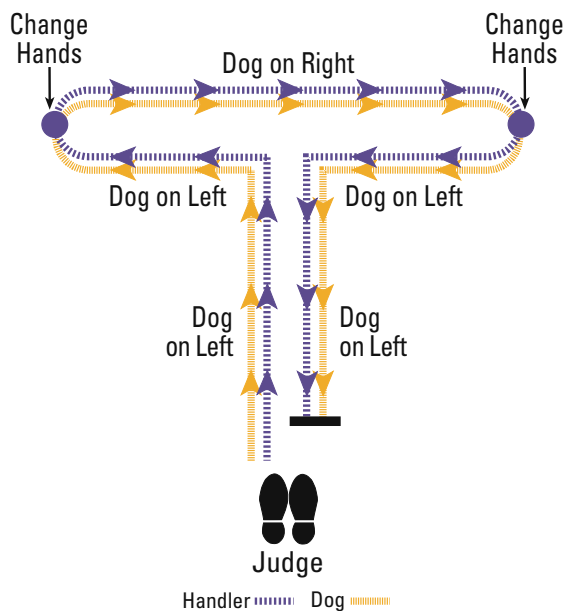 Change
Hands
Change
Hands
Dog on Right
Dog on Left
Dog on Left
Dog
on Left
Dog
on Left
Judge
Handler
Dog